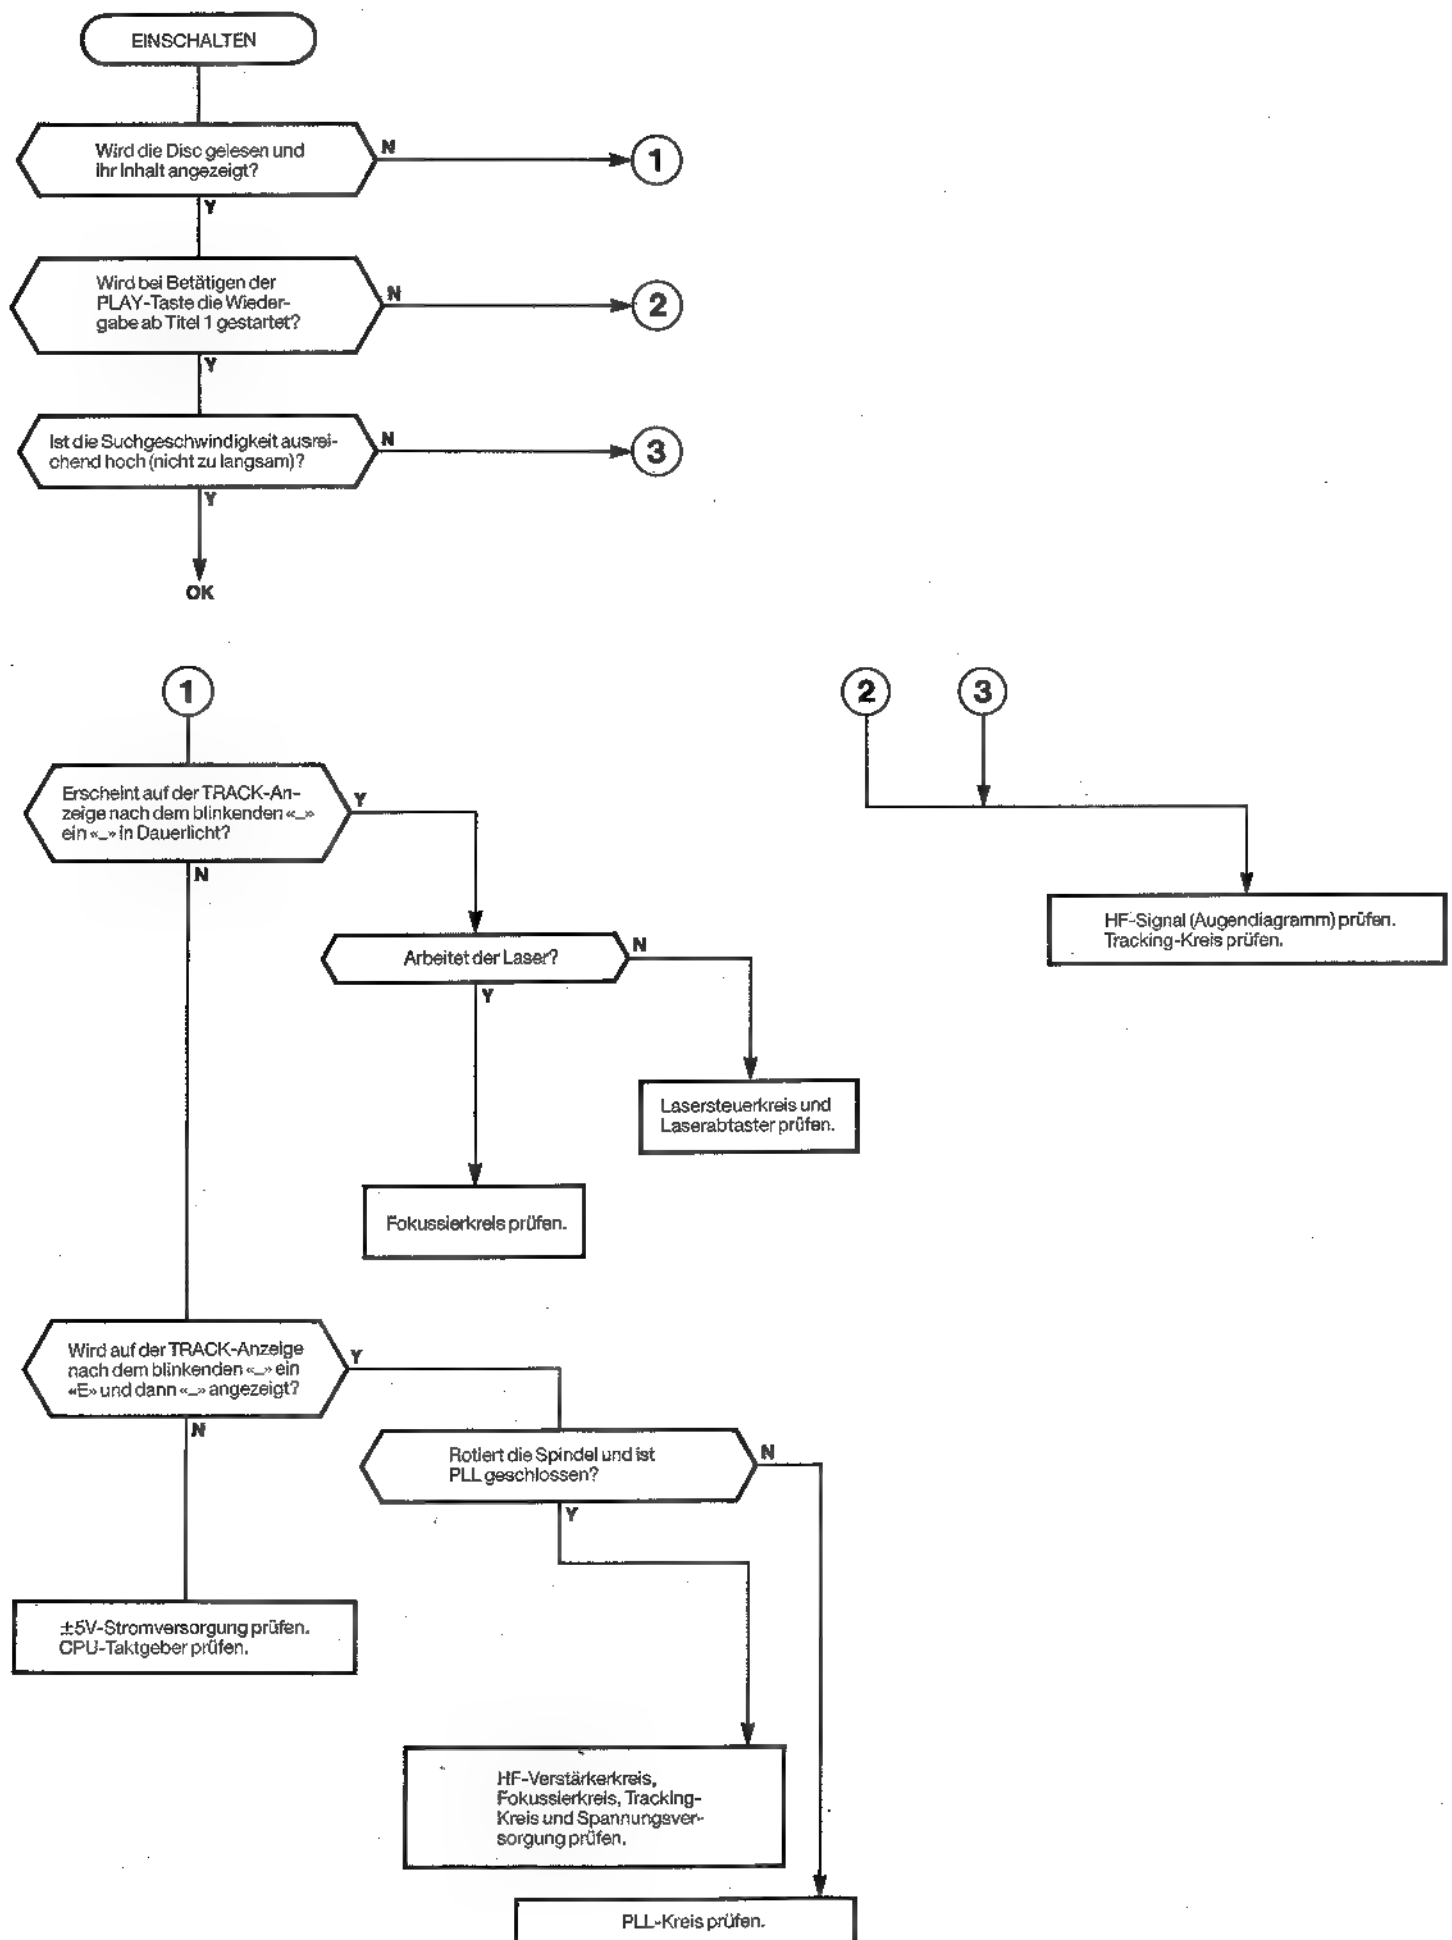 EINSCHALTEN
Wird die Disc gelesen und
ihr Inhalt angezeigt?
N
1
Y
Wird bei Betätigen der
PLAY-Taste die Wieder-
gabe ab Titel 1 gestartet?
N
2
Y
Ist die Suchgeschwindigkeit ausrei-
chend hoch (nicht zu langsam)?
N
3
Y
OK
1
2
3
Erscheint auf der TRACK-An-
zeige nach dem blinkenden «_»
ein «_» in Dauerlicht?
Y
N
HF-Signal (Augendiagramm) prüfen.
Tracking-Kreis prüfen.
Arbeitet der Laser?
N
Y
Lasersteuerkreis und
Laserabtaster prüfen.
Fokussierkreis prüfen.
Wird auf der TRACK-Anzeige
nach dem blinkenden «_» ein
«E» und dann «_» angezeigt?
Y
N
Rotiert die Spindel und ist
PLL geschlossen?
N
Y
±5V-Stromversorgung prüfen.
CPU-Taktgeber prüfen.
HF-Verstärkerkreis,
Fokussierkreis, Tracking-
Kreis und Spannungsver-
sorgung prüfen.
PLL-Kreis prüfen.